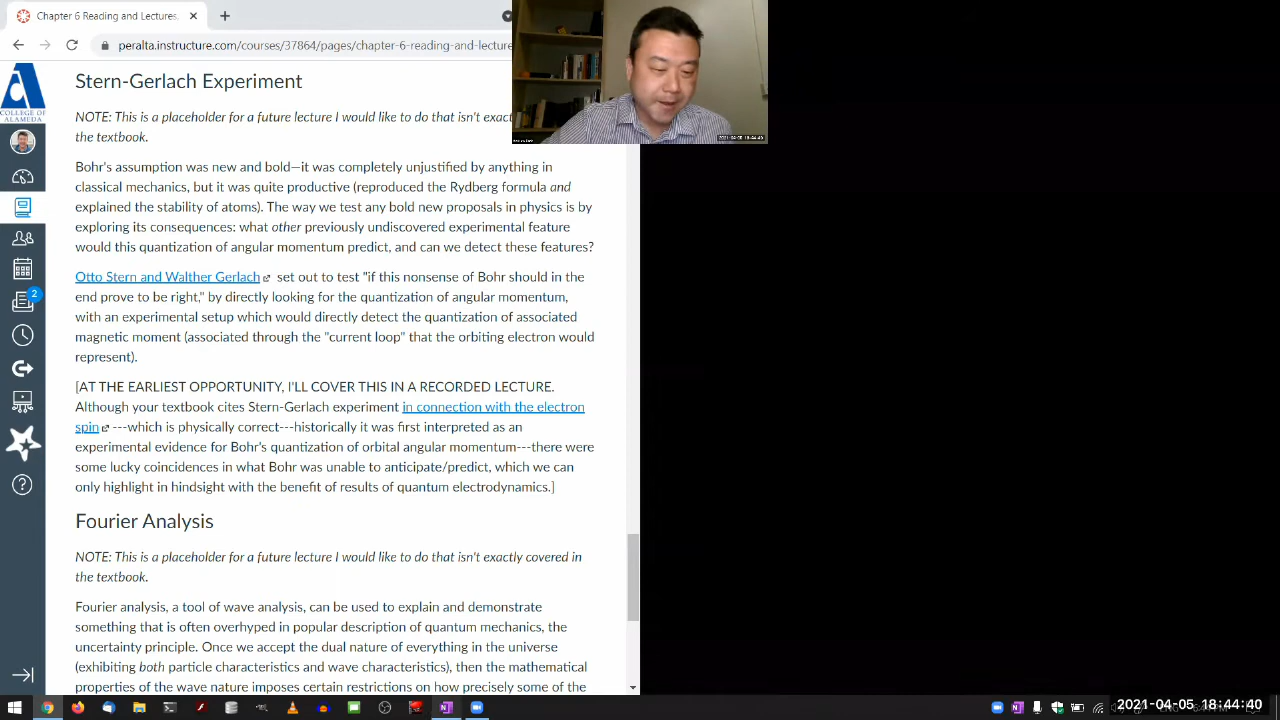 Chapter 6 Reading and Lectures
peralta.instructure.com/courses/37864/pages/chapter-6-reading-and-lecture
2021-04-05 18:44:40
COLLEGE OF
ALAMEDA
2
Stern-Gerlach Experiment
NOTE: This is a placeholder for a future lecture I would like to do that isn't exact
the textbook.
Bohr's assumption was new and bold—it was completely unjustified by anything in
classical mechanics, but it was quite productive (reproduced the Rydberg formula and
explained the stability of atoms). The way we test any bold new proposals in physics is by
exploring its consequences: what other previously undiscovered experimental feature
would this quantization of angular momentum predict, and can we detect these features?
Otto Stern and Walther Gerlach set out to test "if this nonsense of Bohr should in the
end prove to be right," by directly looking for the quantization of angular momentum,
with an experimental setup which would directly detect the quantization of associated
magnetic moment (associated through the "current loop" that the orbiting electron would
represent).
[AT THE EARLIEST OPPORTUNITY, I'LL COVER THIS IN A RECORDED LECTURE.
Although your textbook cites Stern-Gerlach experiment in connection with the electron
spin ---which is physically correct---historically it was first interpreted as an
experimental evidence for Bohr's quantization of orbital angular momentum---there were
some lucky coincidences in what Bohr was unable to anticipate/predict, which we can
only highlight in hindsight with the benefit of results of quantum electrodynamics.]
Fourier Analysis
NOTE: This is a placeholder for a future lecture I would like to do that isn't exactly covered in
the textbook.
Fourier analysis, a tool of wave analysis, can be used to explain and demonstrate
something that is often overhyped in popular description of quantum mechanics, the
uncertainty principle. Once we accept the dual nature of everything in the universe
(exhibiting both particle characteristics and wave characteristics), then the mathematical
properties of the wave nature imposes certain restrictions on how precisely some of the
2021-04-05 18:44:40